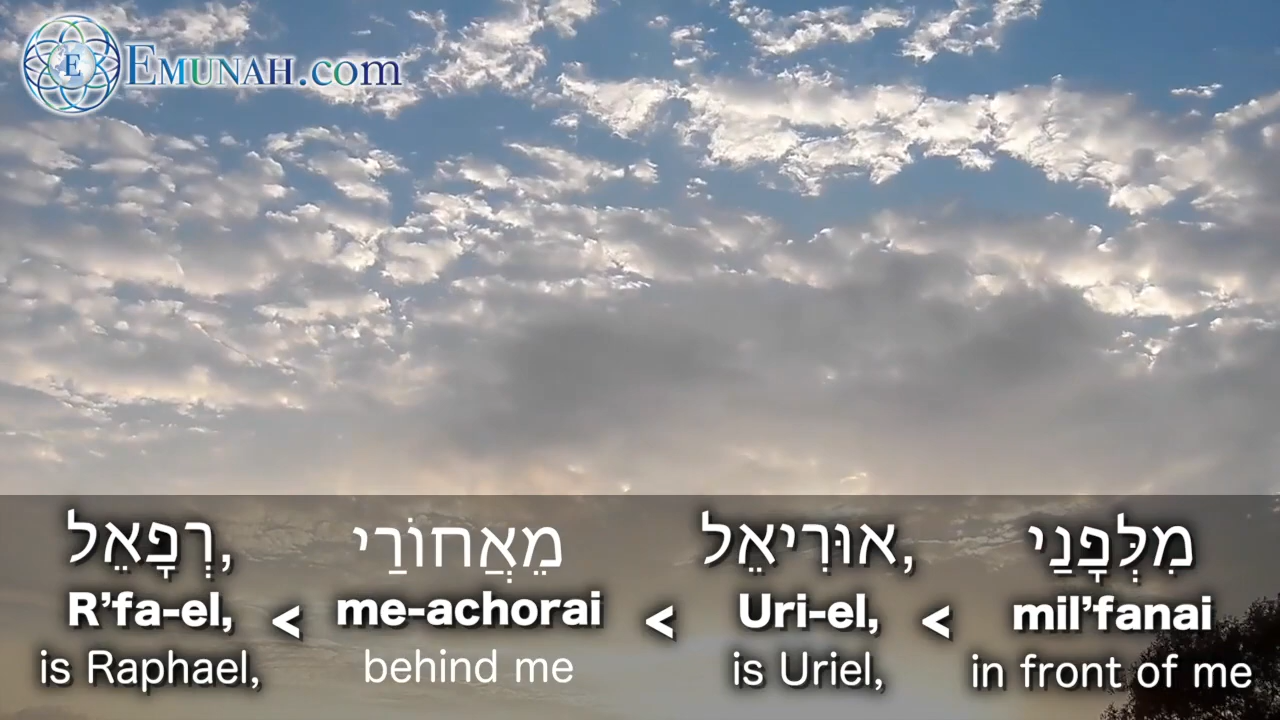 EMUNAH.com
מִלְּפָנַי אוּרִיאֵל, מֵאֲחוֹרַי רְפָאֵל,
R’fa-el, < me-achorai < Uri-el, < mil’fanai
is Raphael, behind me is Uriel, in front of me